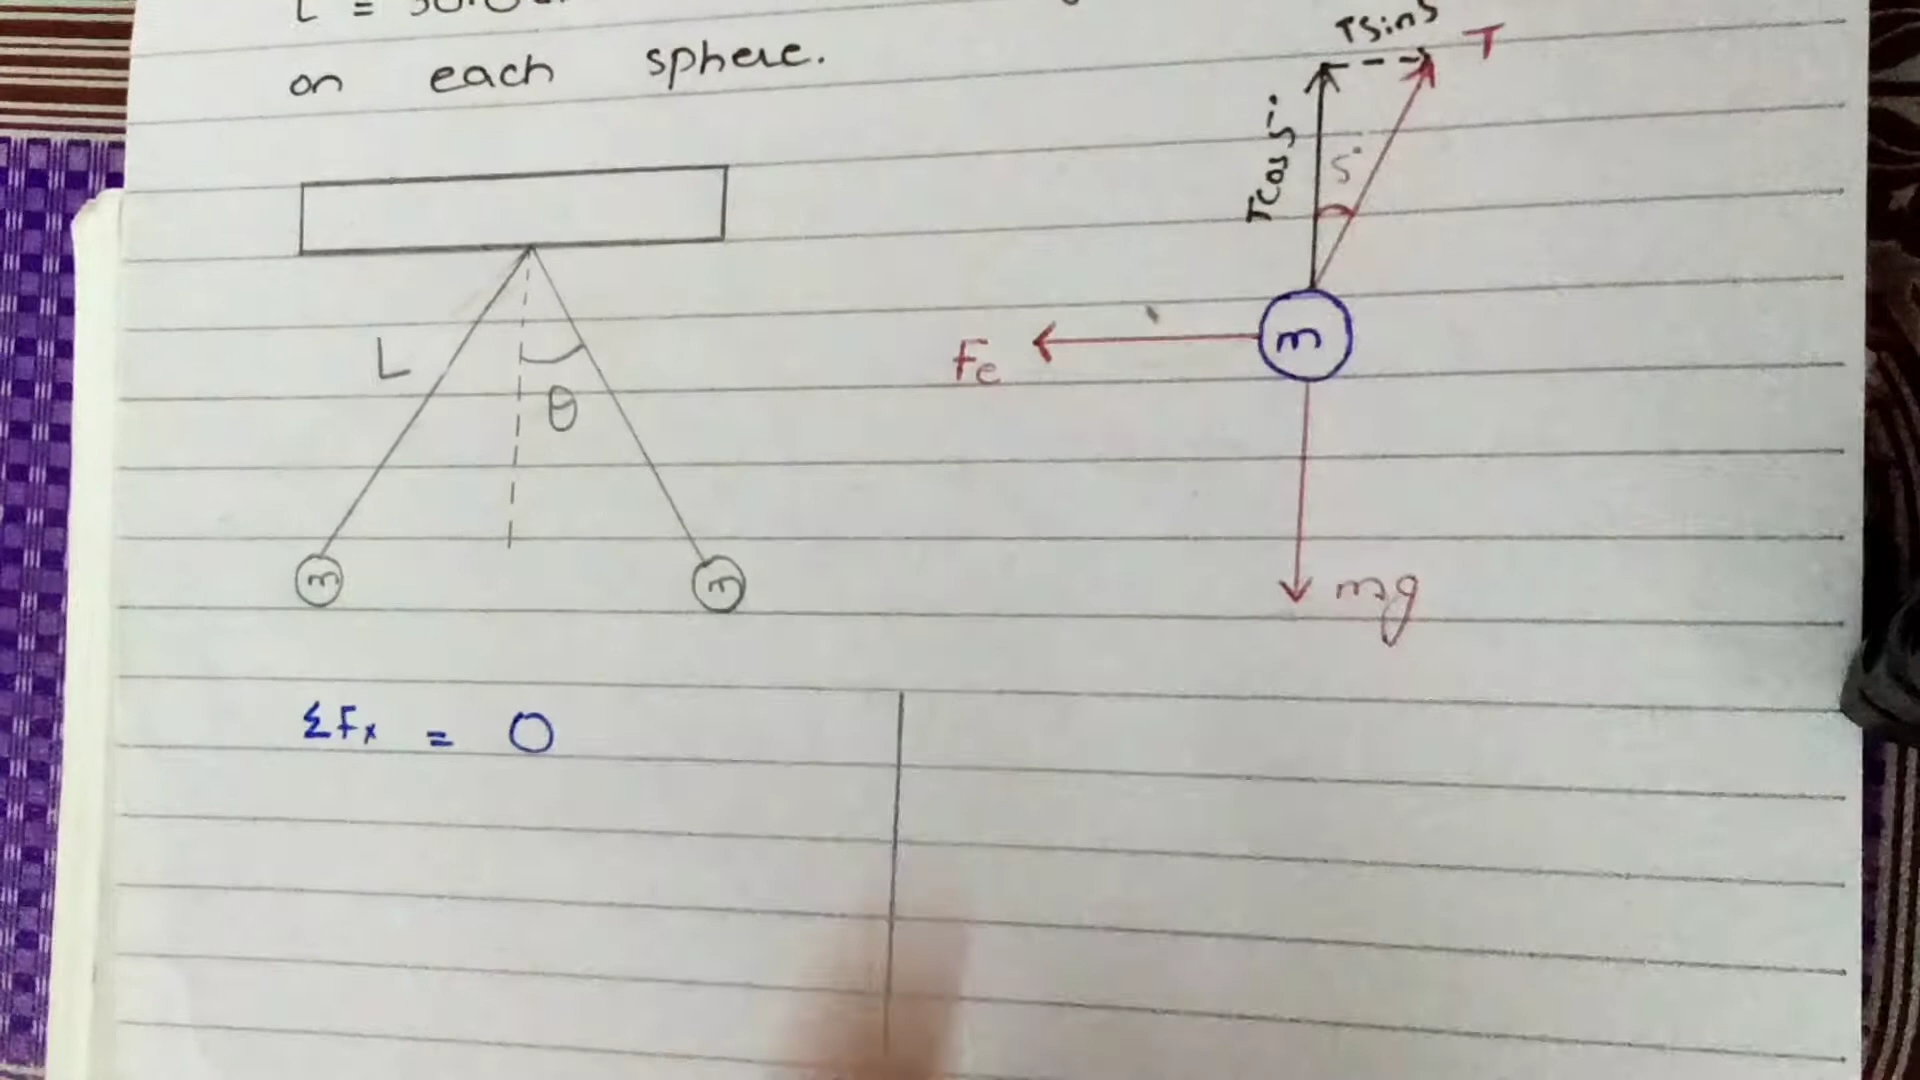 on each sphere.
Tsin5
T
Tcos5°
5°
L
θ
m
m
m
Fe
mg
ΣFx = 0